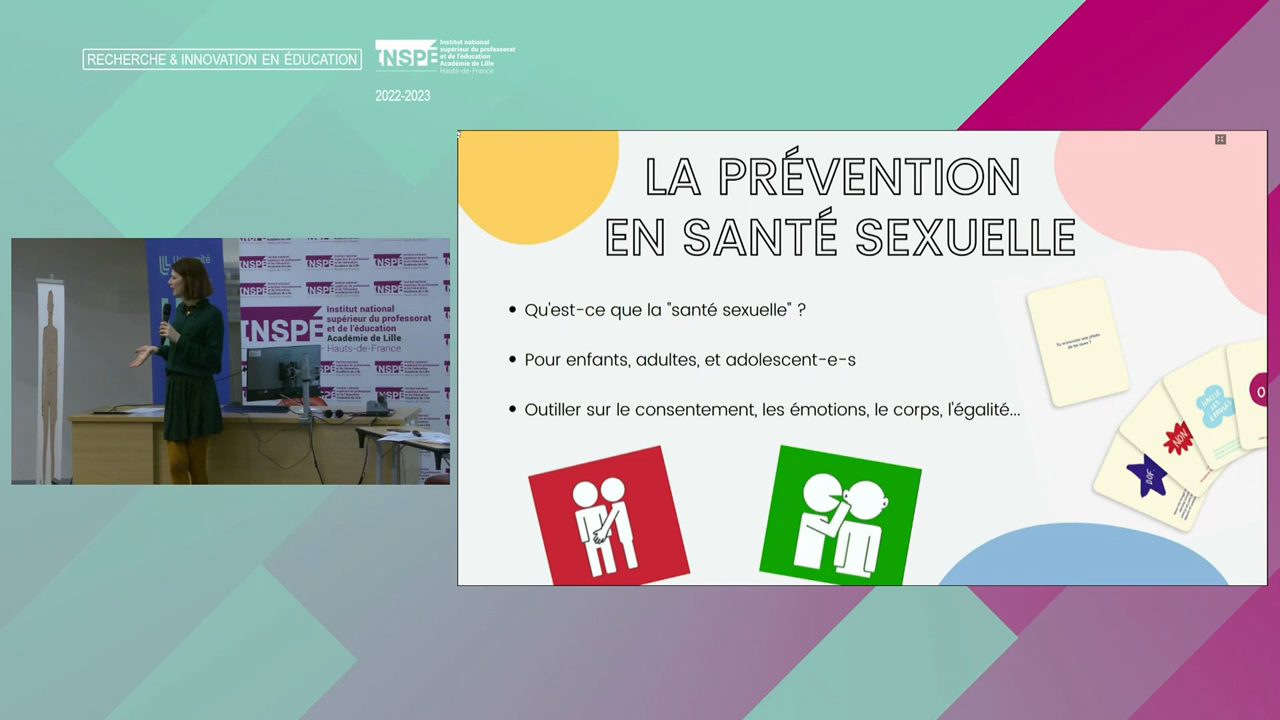 RECHERCHE & INNOVATION EN ÉDUCATION
INSPÉ
Institut national
supérieur du professorat
et de l'éducation
Académie de Lille
Hauts-de-France
2022-2023
LA PRÉVENTION
EN SANTÉ SEXUELLE
• Qu'est-ce que la "santé sexuelle" ?
• Pour enfants, adultes, et adolescent-e-s
• Outiller sur le consentement, les émotions, le corps, l'égalité...
NON
BOF
INSPÉ
Institut national
supérieur du professorat
et de l'éducation
Académie de Lille
Hauts-de-France